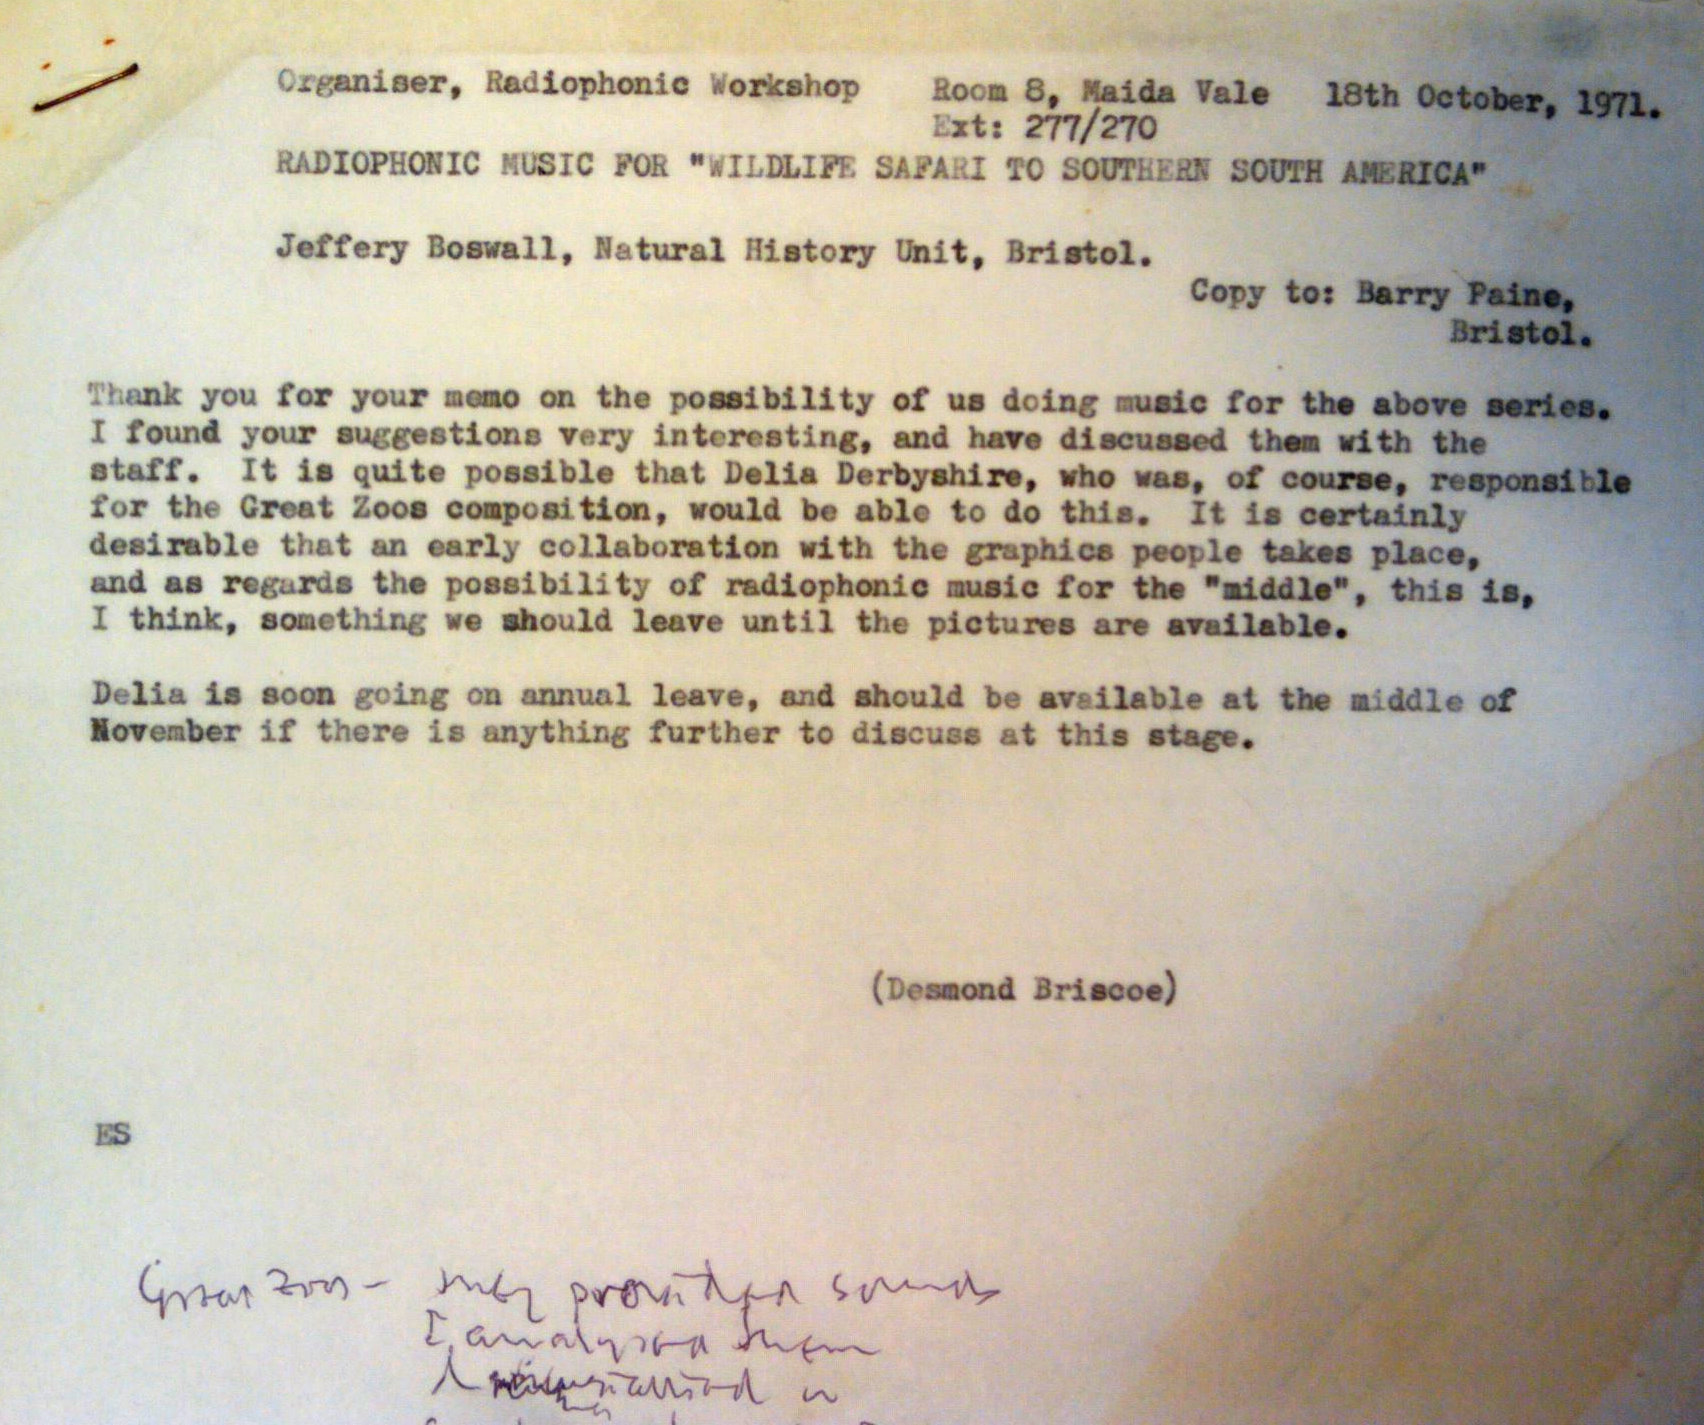 Organiser, Radiophonic Workshop Room 8, Maida Vale 18th October, 1971.
Ext: 277/270
RADIOPHONIC MUSIC FOR "WILDLIFE SAFARI TO SOUTHERN SOUTH AMERICA"
Jeffery Boswall, Natural History Unit, Bristol.
Copy to: Barry Paine,
Bristol.
Thank you for your memo on the possibility of us doing music for the above series.
I found your suggestions very interesting, and have discussed them with the
staff. It is quite possible that Delia Derbyshire, who was, of course, responsible
for the Great Zoos composition, would be able to do this. It is certainly
desirable that an early collaboration with the graphics people takes place,
and as regards the possibility of radiophonic music for the "middle", this is,
I think, something we should leave until the pictures are available.
Delia is soon going on annual leave, and should be available at the middle of
November if there is anything further to discuss at this stage.
(Desmond Briscoe)
ES
Great Zoos - they provided sounds
I analysed them